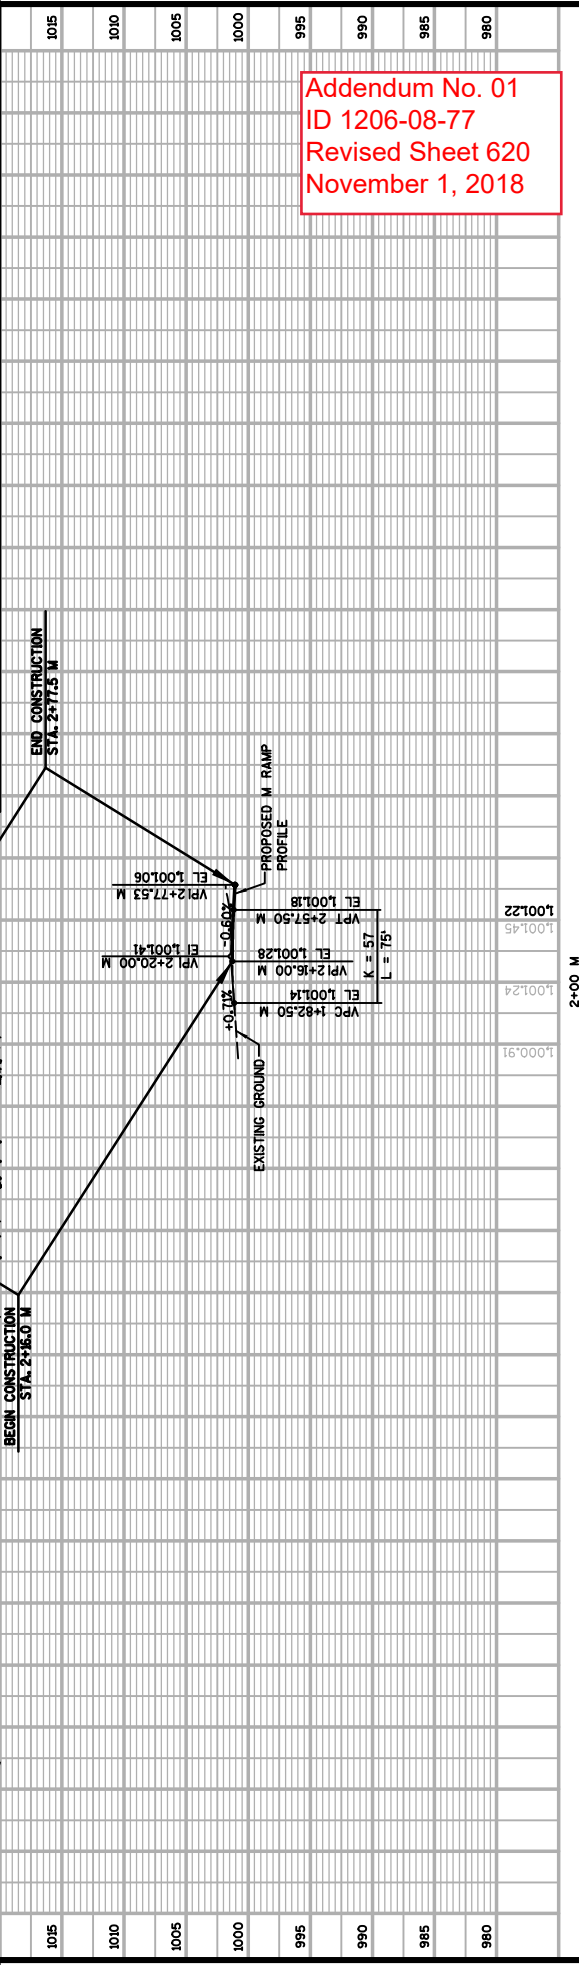 1015
1010
1005
1000
995
990
985
980
Addendum No. 01
ID 1206-08-77
Revised Sheet 620
November 1, 2018
END CONSTRUCTION
STA. 2+77.5 M
PROPOSED M RAMP
PROFILE
VPI 2+77.53 M
EL 1,001.06
-0.60%
VPT 2+57.50 M
EL 1,001.18
VPI 2+20.00 M
El 1,001.41
VPI 2+16.00 M
EL 1,001.28
K = 57
L = 75'
VPC 1+82.50 M
EL 1,001.14
+0.71%
EXISTING GROUND
BEGIN CONSTRUCTION
STA. 2+16.0 M
1,001.22
1,001.45
1,001.24
1,000.91
2+00 M
1015
1010
1005
1000
995
990
985
980